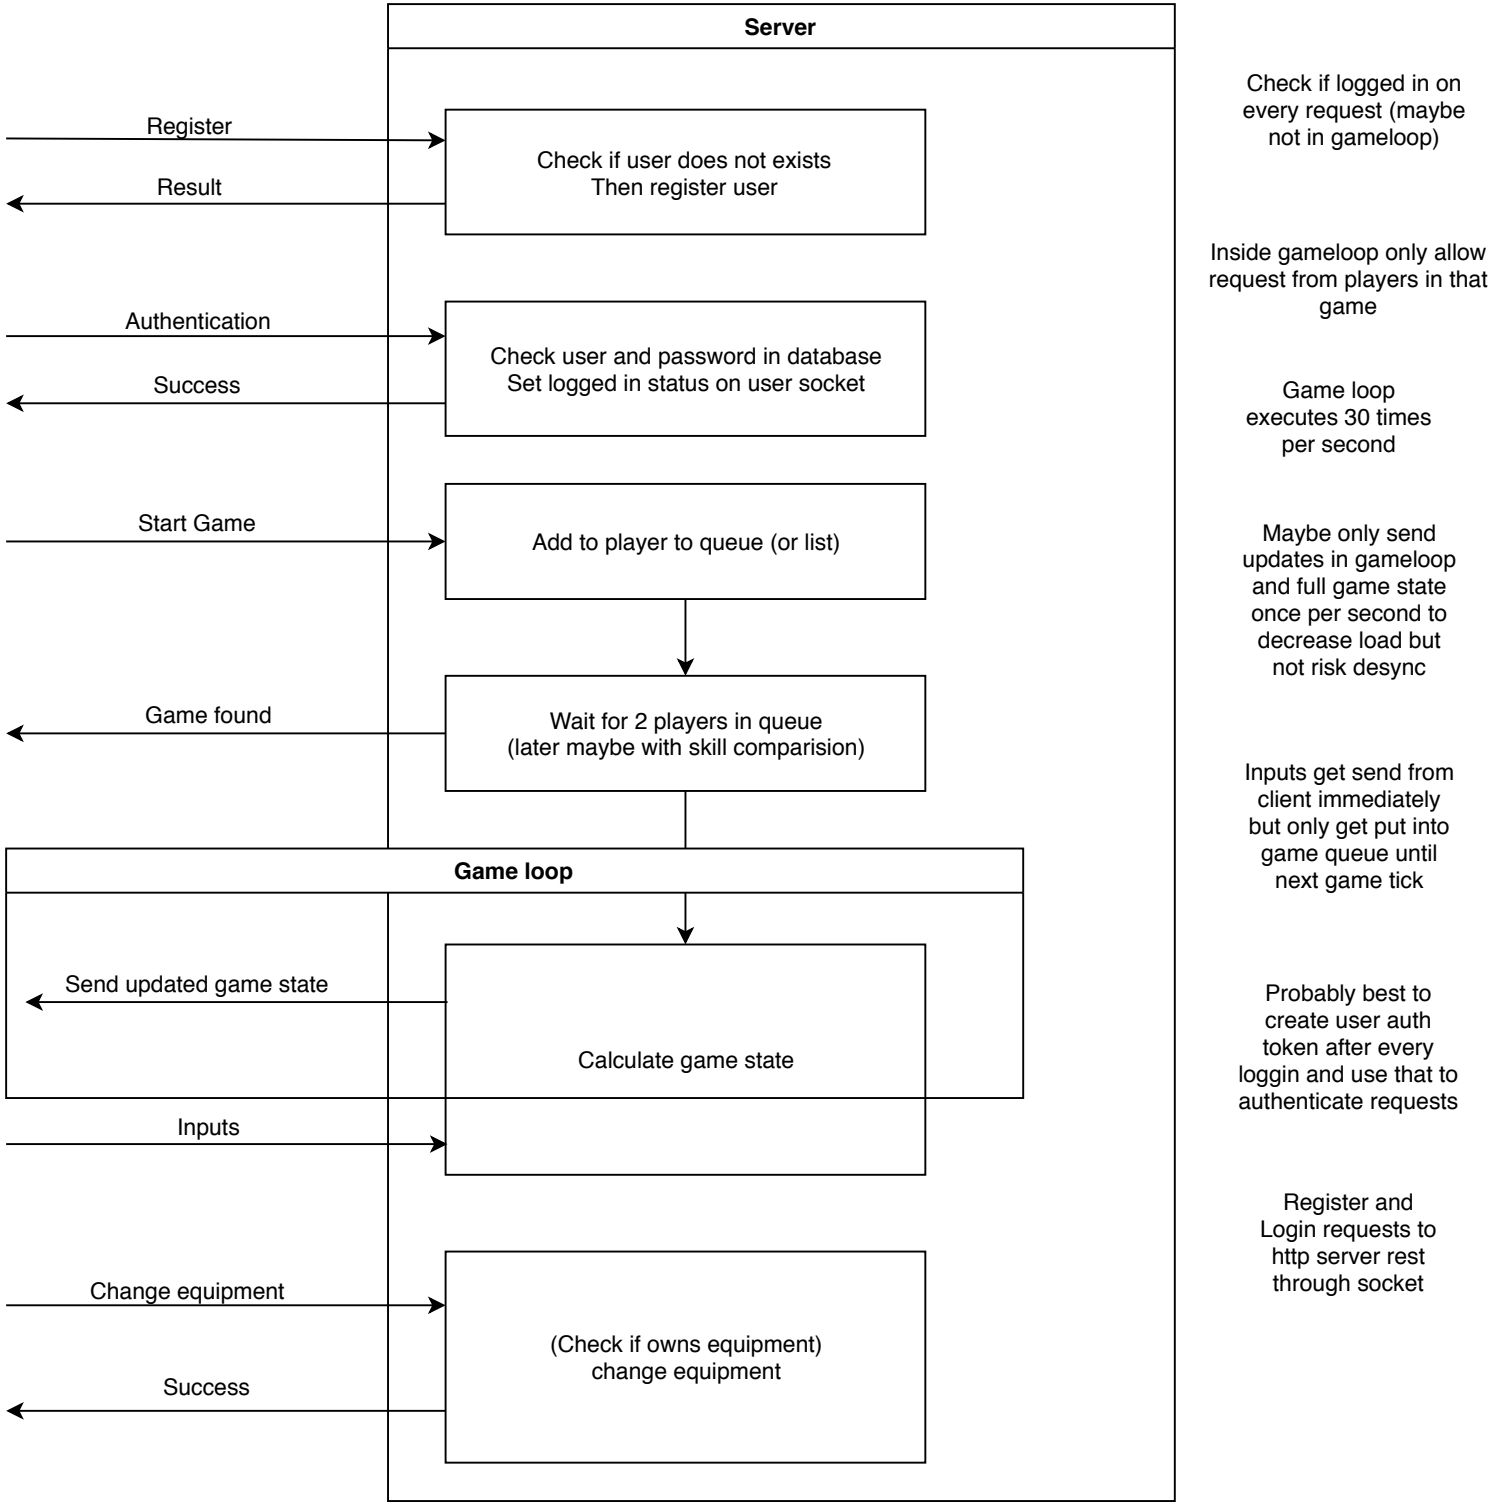 Server
Register
Check if user does not exists
Then register user
Result
Authentication
Check user and password in database
Set logged in status on user socket
Success
Start Game
Add to player to queue (or list)
Game found
Wait for 2 players in queue
(later maybe with skill comparision)
Game loop
Send updated game state
Calculate game state
Inputs
Change equipment
(Check if owns equipment)
change equipment
Success
Check if logged in on
every request (maybe
not in gameloop)
Inside gameloop only allow
request from players in that
game
Game loop
executes 30 times
per second
Maybe only send
updates in gameloop
and full game state
once per second to
decrease load but
not risk desync
Inputs get send from
client immediately
but only get put into
game queue until
next game tick
Probably best to
create user auth
token after every
loggin and use that to
authenticate requests
Register and
Login requests to
http server rest
through socket